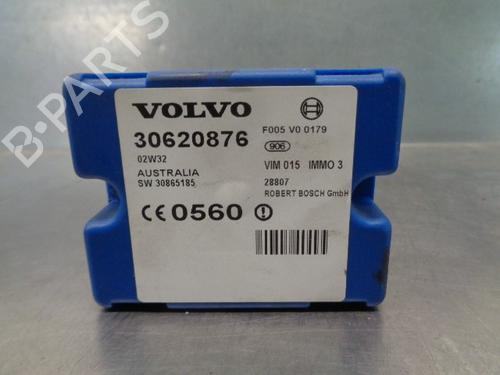 B-PARTS
VOLVO
30620876
02W32
AUSTRALIA
SW 30865185
CE 0560
F005 V0 0179
906
VIM 015 IMMO 3
28807
ROBERT BOSCH GmbH